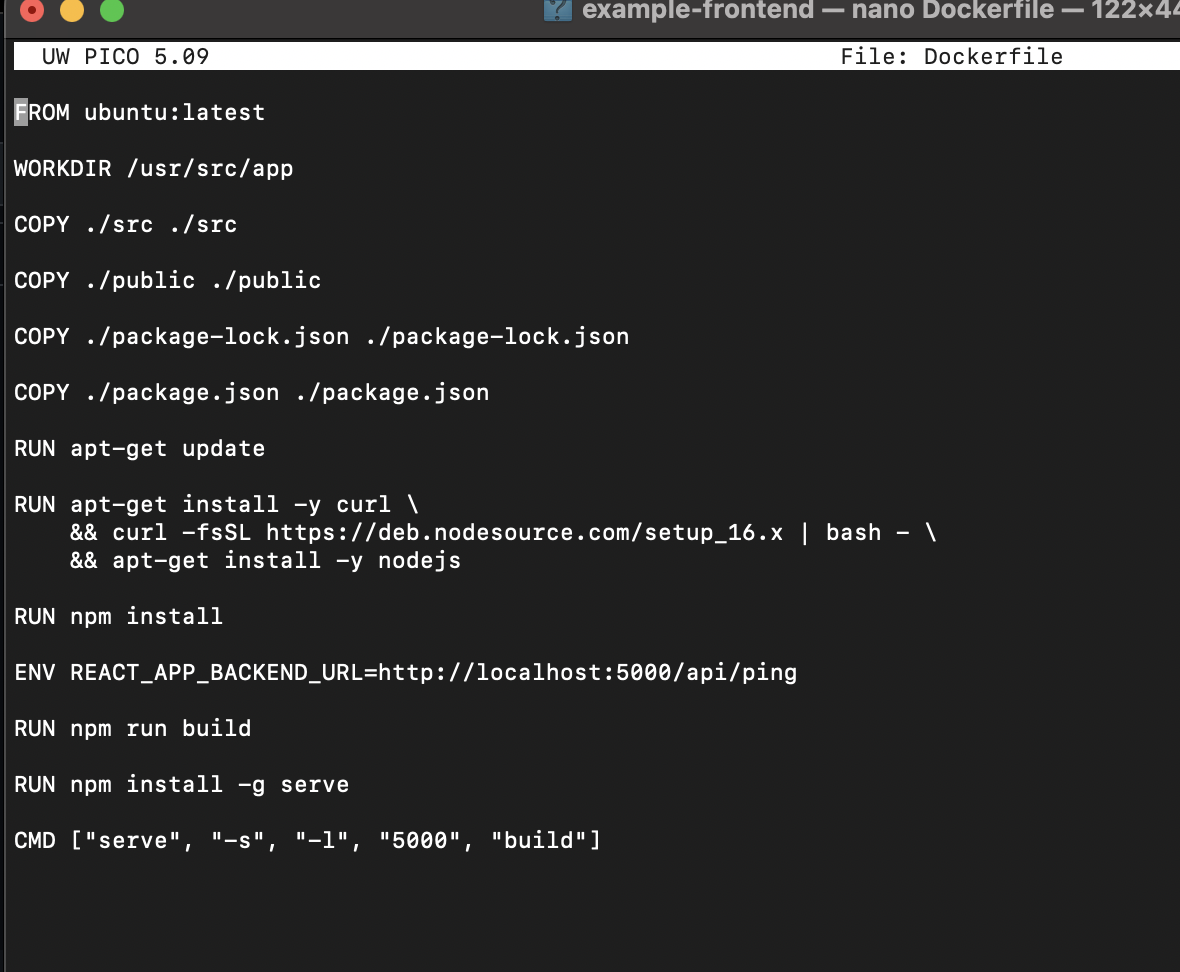 example-frontend — nano Dockerfile — 122×44
UW PICO 5.09 File: Dockerfile
FROM ubuntu:latest
WORKDIR /usr/src/app
COPY ./src ./src
COPY ./public ./public
COPY ./package-lock.json ./package-lock.json
COPY ./package.json ./package.json
RUN apt-get update
RUN apt-get install -y curl \
    && curl -fsSL https://deb.nodesource.com/setup_16.x | bash - \
    && apt-get install -y nodejs
RUN npm install
ENV REACT_APP_BACKEND_URL=http://localhost:5000/api/ping
RUN npm run build
RUN npm install -g serve
CMD ["serve", "-s", "-l", "5000", "build"]